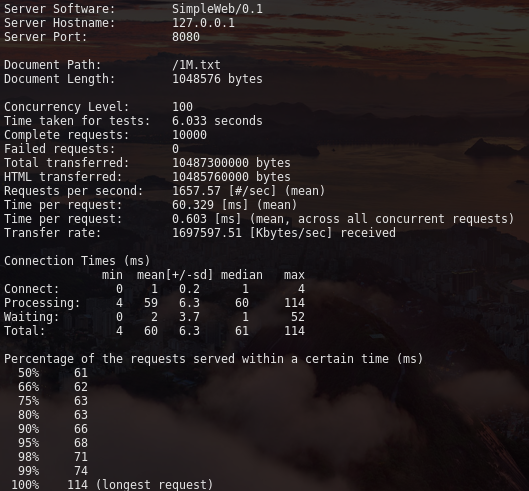 Server Software:        SimpleWeb/0.1
Server Hostname:        127.0.0.1
Server Port:            8080

Document Path:          /1M.txt
Document Length:        1048576 bytes

Concurrency Level:      100
Time taken for tests:   6.033 seconds
Complete requests:      10000
Failed requests:        0
Total transferred:      10487300000 bytes
HTML transferred:       10485760000 bytes
Requests per second:    1657.57 [#/sec] (mean)
Time per request:       60.329 [ms] (mean)
Time per request:       0.603 [ms] (mean, across all concurrent requests)
Transfer rate:          1697597.51 [Kbytes/sec] received

Connection Times (ms)
              min  mean[+/-sd] median   max
Connect:        0    1   0.2      1       4
Processing:     4   59   6.3     60     114
Waiting:        0    2   3.7      1      52
Total:          4   60   6.3     61     114

Percentage of the requests served within a certain time (ms)
  50%     61
  66%     62
  75%     63
  80%     63
  90%     66
  95%     68
  98%     71
  99%     74
 100%    114 (longest request)